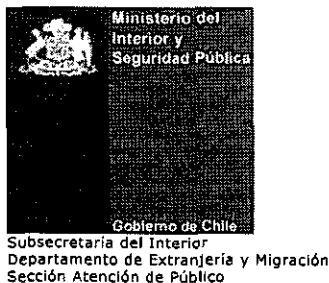 Ministerio del
Interior y
Seguridad Pública
Gobierno de Chile
Subsecretaría del Interior
Departamento de Extranjería y Migración
Sección Atención de Público